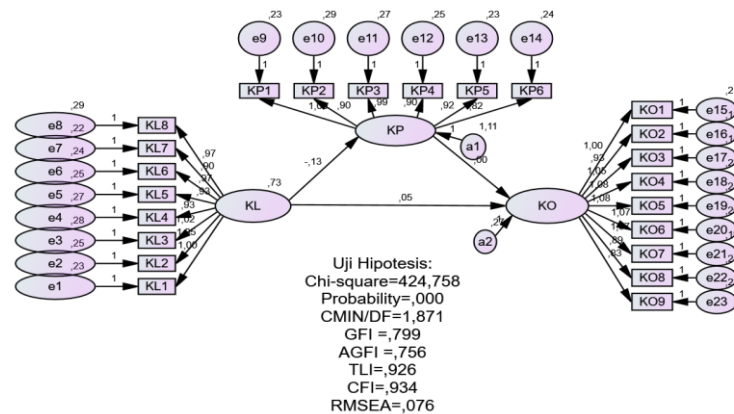 ,23 ,29 ,27 ,25 ,23 ,24
e9 e10 e11 e12 e13 e14
1 1 1 1 1 1
KP1 KP2 KP3 KP4 KP5 KP6
,90 ,99 ,90 ,92 ,82
KP
1 1,11
a1
,29
e8 ,22 1 KL8
e7 ,24 1 KL7
e6 ,25 1 KL6
e5 ,27 1 KL5
e4 ,28 1 KL4
e3 ,25 1 KL3
e2 ,23 1 KL2
e1 1 KL1
,97
,90
,97
,93
,93
1,02
1,00
KL ,73
-,13
,05
,00
KO
a2
KO1 1 e15
KO2 1 e16
KO3 1 e17
KO4 1 e18
KO5 1 e19
KO6 1 e20
KO7 1 e21
KO8 1 e22
KO9 1 e23
1,00
,93
1,05
1,08
1,08
1,07
,89
,83
Uji Hipotesis:
Chi-square=424,758
Probability=,000
CMIN/DF=1,871
GFI =,799
AGFI =,756
TLI=,926
CFI=,934
RMSEA=,076